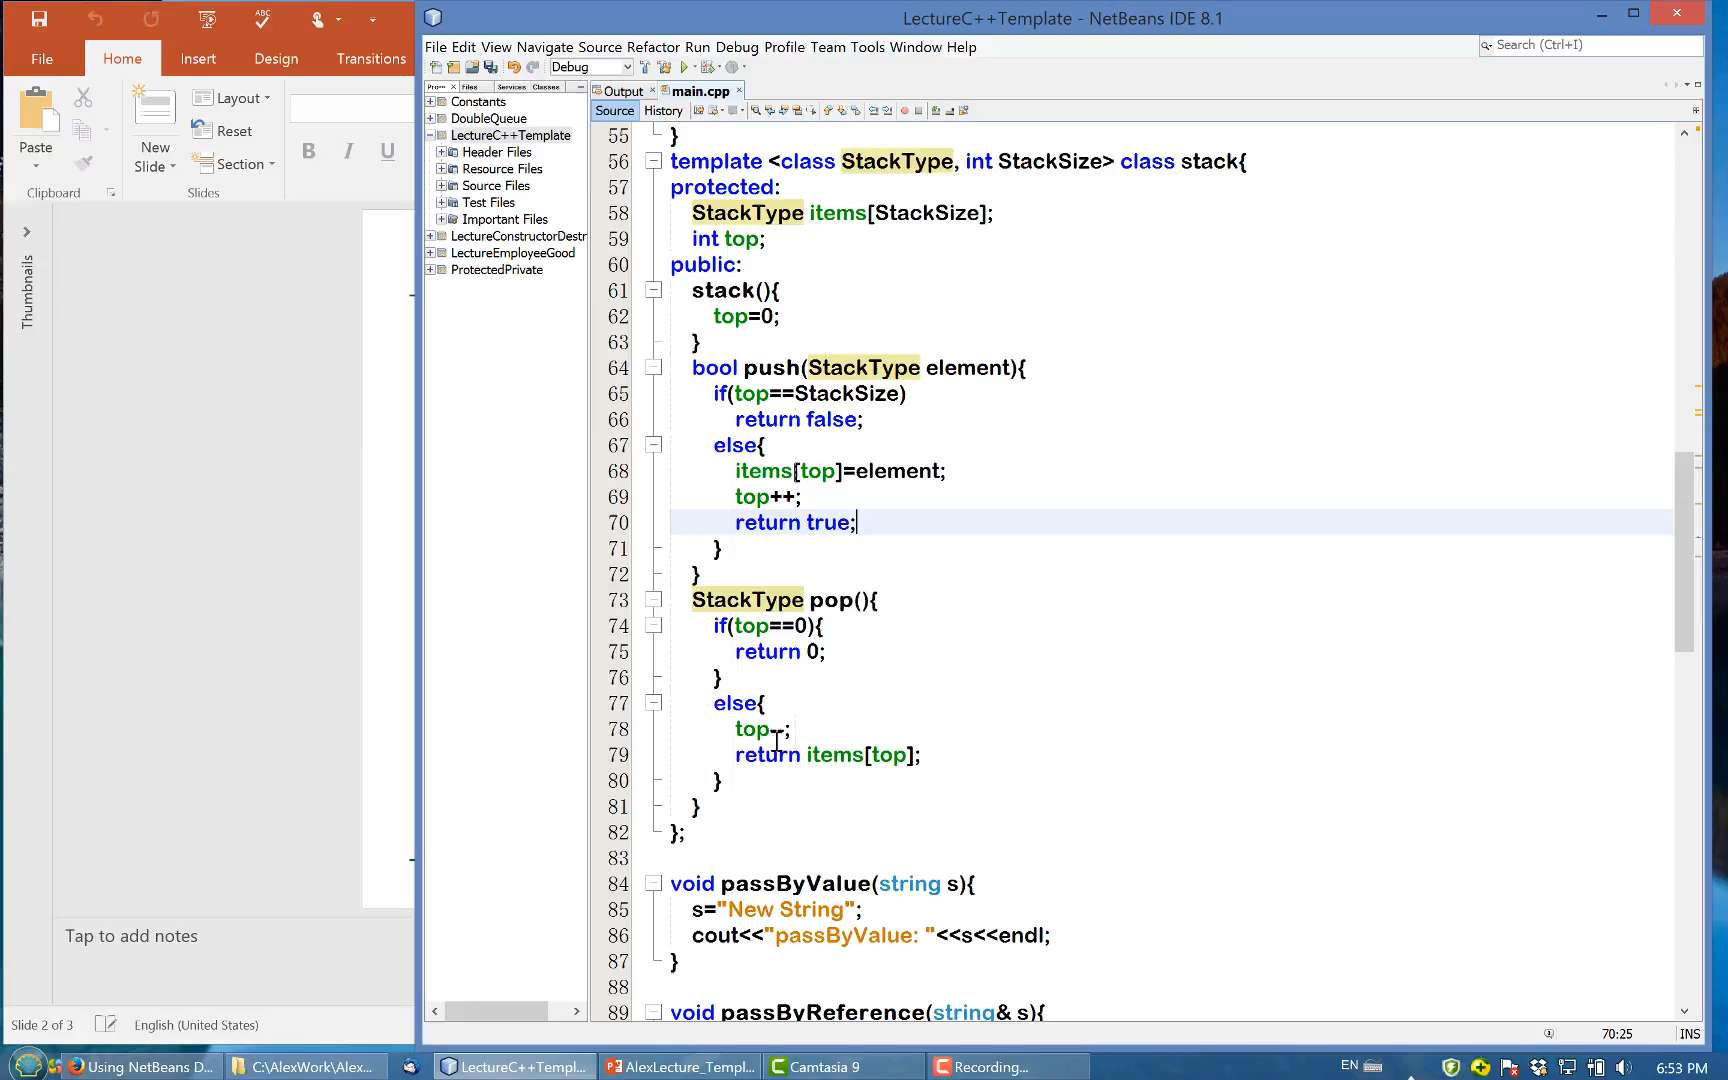 LectureC++Template - NetBeans IDE 8.1
File Home Insert Design Transitions
File Edit View Navigate Source Refactor Run Debug Profile Team Tools Window Help
Search (Ctrl+I)
Debug
Paste
New
Slide
Layout
Reset
Section
B I U
Clipboard
Slides
Thumbnails
Tap to add notes
Slide 2 of 3
English (United States)
Pro... Files Services Classes
Constants
DoubleQueue
LectureC++Template
Header Files
Resource Files
Source Files
Test Files
Important Files
LectureConstructorDestr
LectureEmployeeGood
ProtectedPrivate
Output main.cpp
Source History
55 }
56 template <class StackType, int StackSize> class stack{
57 protected:
58 StackType items[StackSize];
59 int top;
60 public:
61 stack(){
62 top=0;
63 }
64 bool push(StackType element){
65 if(top==StackSize)
66 return false;
67 else{
68 items[top]=element;
69 top++;
70 return true;
71 }
72 }
73 StackType pop(){
74 if(top==0){
75 return 0;
76 }
77 else{
78 top--;
79 return items[top];
80 }
81 }
82 };
83
84 void passByValue(string s){
85 s="New String";
86 cout<<"passByValue: "<<s<<endl;
87 }
88
89 void passByReference(string& s){
70:25 INS
Using NetBeans D... C:\AlexWork\Alex... LectureC++Templ... AlexLecture_Templ... Camtasia 9 Recording... EN 6:53 PM